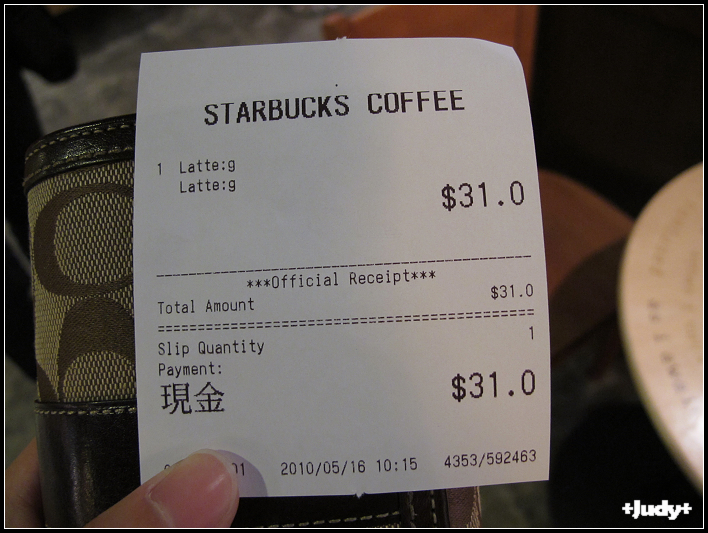 STARBUCKS COFFEE
1 Latte:g
Latte:g
$31.0
***Official Receipt***
Total Amount $31.0
Slip Quantity 1
Payment:
現金 $31.0
01 2010/05/16 10:15 4353/592463
+Judy+